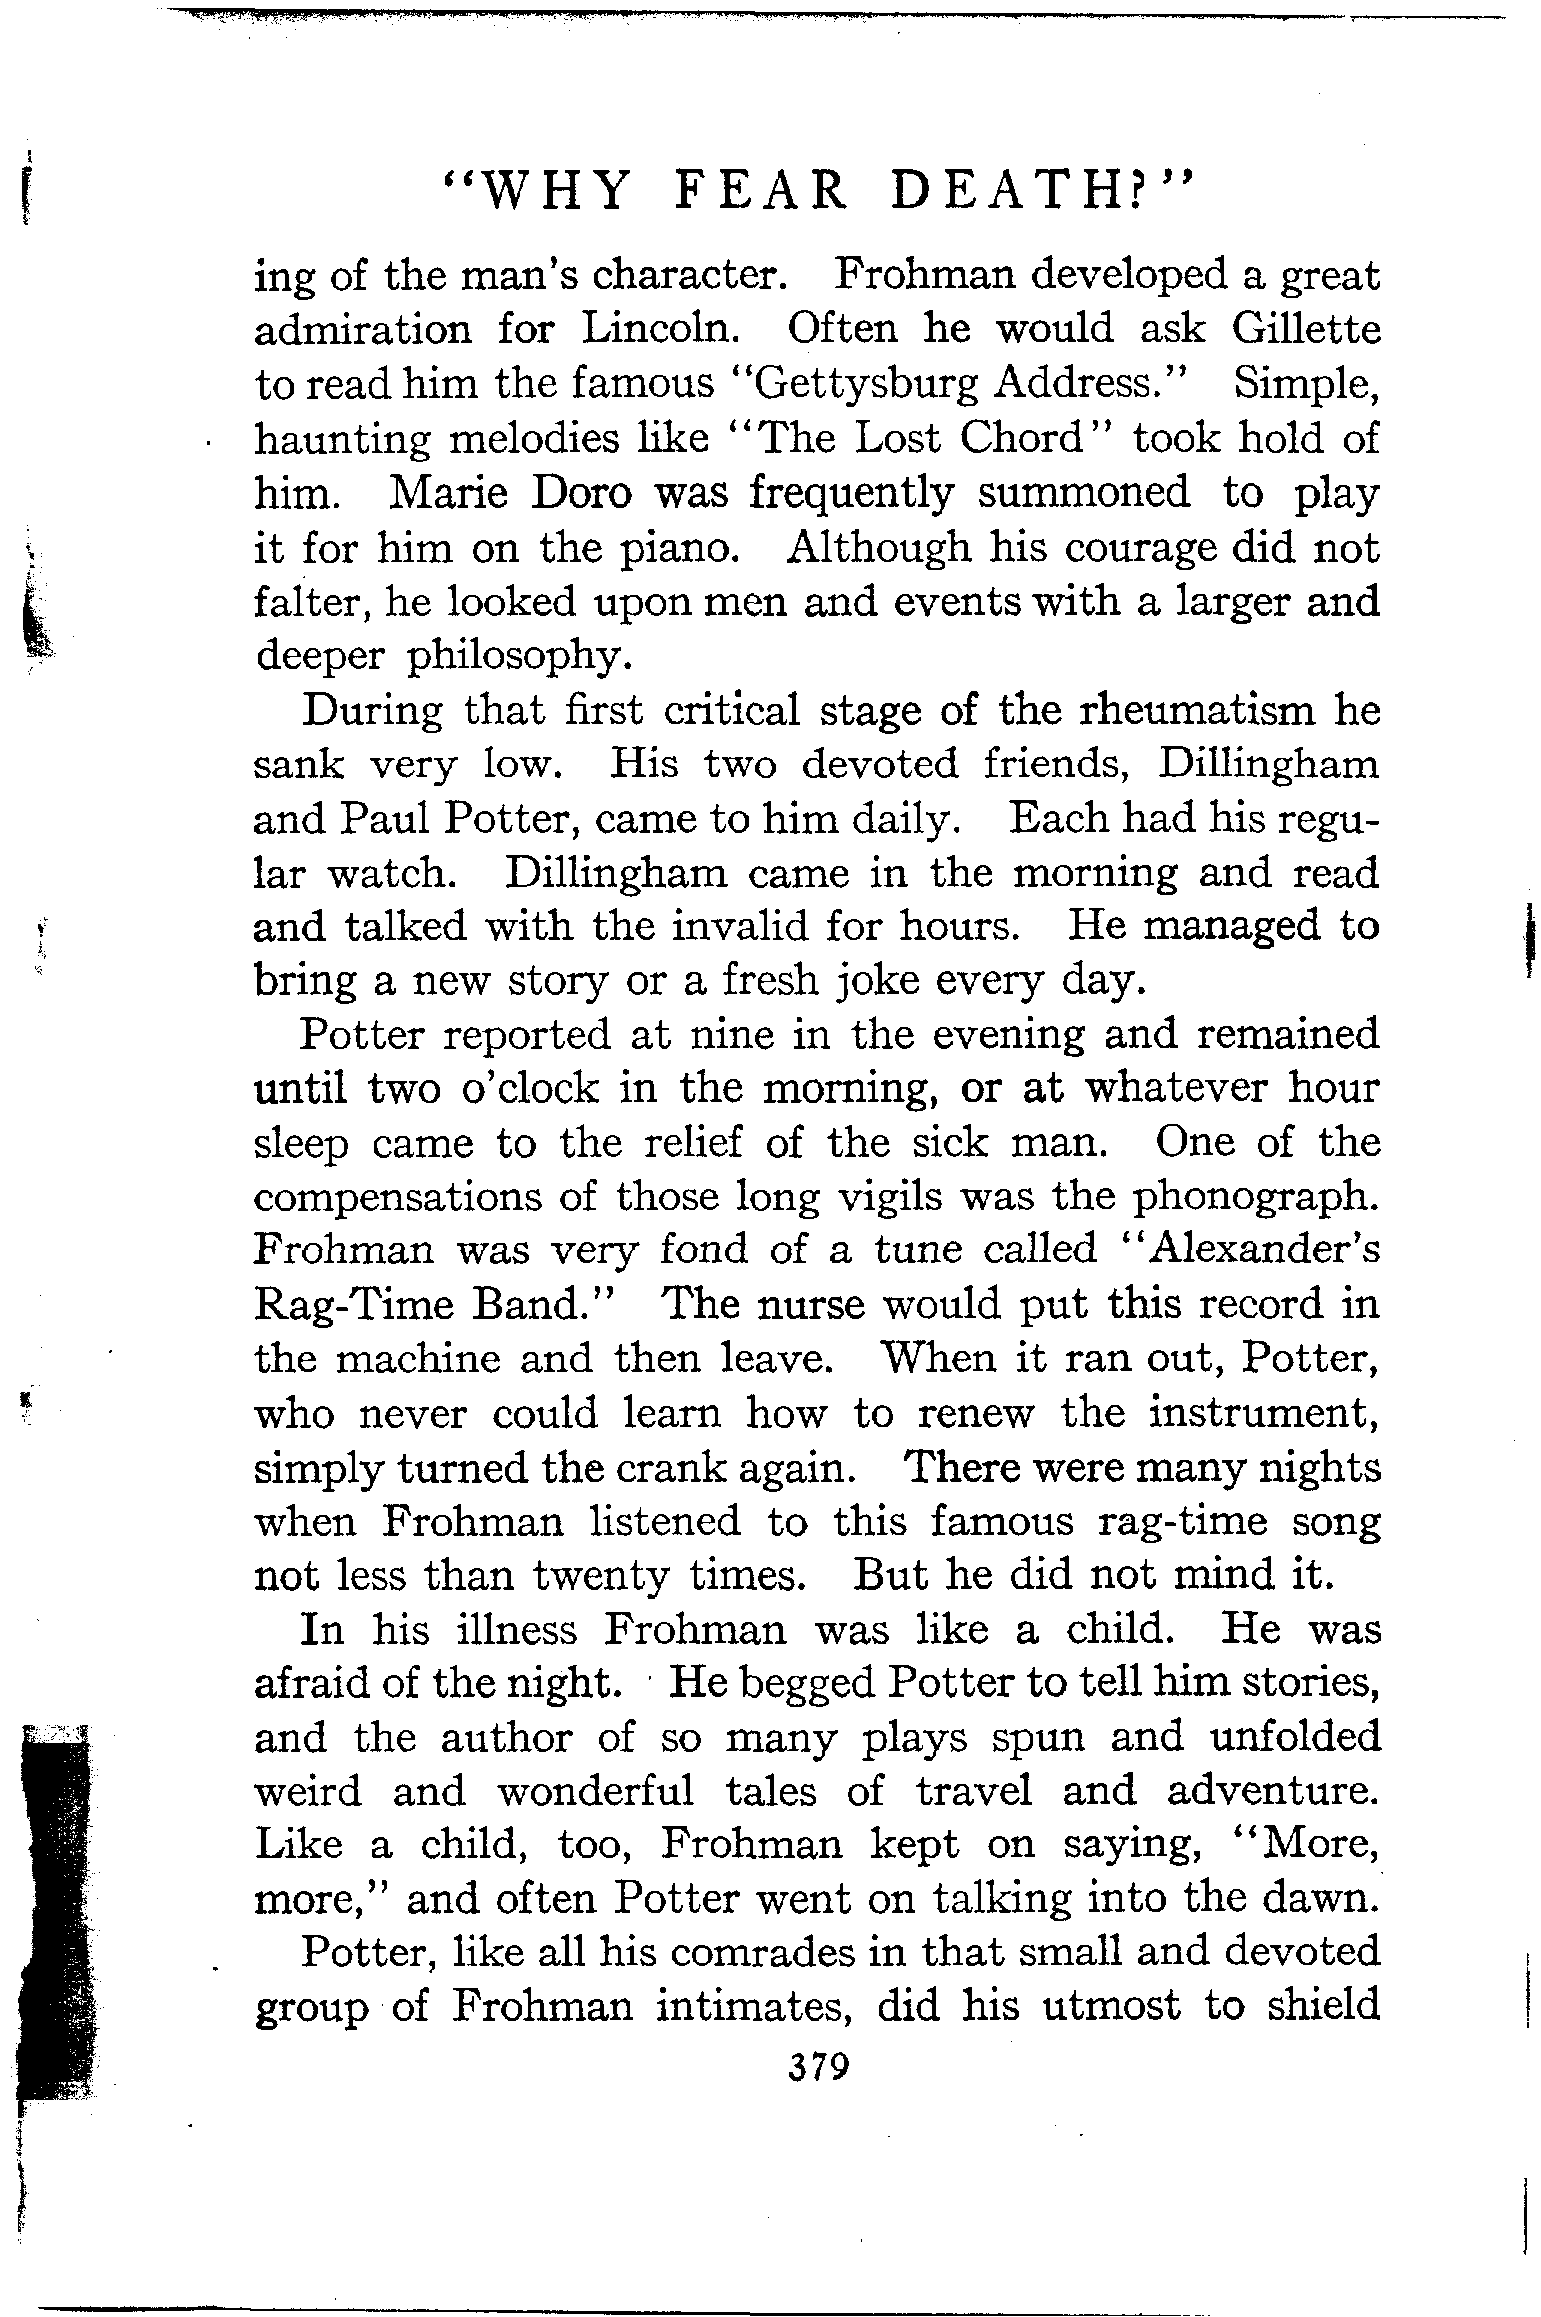 "WHY FEAR DEATH?"
ing of the man's character. Frohman developed a great
admiration for Lincoln. Often he would ask Gillette
to read him the famous "Gettysburg Address." Simple,
haunting melodies like "The Lost Chord" took hold of
him. Marie Doro was frequently summoned to play
it for him on the piano. Although his courage did not
falter, he looked upon men and events with a larger and
deeper philosophy.
During that first critical stage of the rheumatism he
sank very low. His two devoted friends, Dillingham
and Paul Potter, came to him daily. Each had his regu-
lar watch. Dillingham came in the morning and read
and talked with the invalid for hours. He managed to
bring a new story or a fresh joke every day.
Potter reported at nine in the evening and remained
until two o'clock in the morning, or at whatever hour
sleep came to the relief of the sick man. One of the
compensations of those long vigils was the phonograph.
Frohman was very fond of a tune called "Alexander's
Rag-Time Band." The nurse would put this record in
the machine and then leave. When it ran out, Potter,
who never could learn how to renew the instrument,
simply turned the crank again. There were many nights
when Frohman listened to this famous rag-time song
not less than twenty times. But he did not mind it.
In his illness Frohman was like a child. He was
afraid of the night. He begged Potter to tell him stories,
and the author of so many plays spun and unfolded
weird and wonderful tales of travel and adventure.
Like a child, too, Frohman kept on saying, "More,
more," and often Potter went on talking into the dawn.
Potter, like all his comrades in that small and devoted
group of Frohman intimates, did his utmost to shield
379